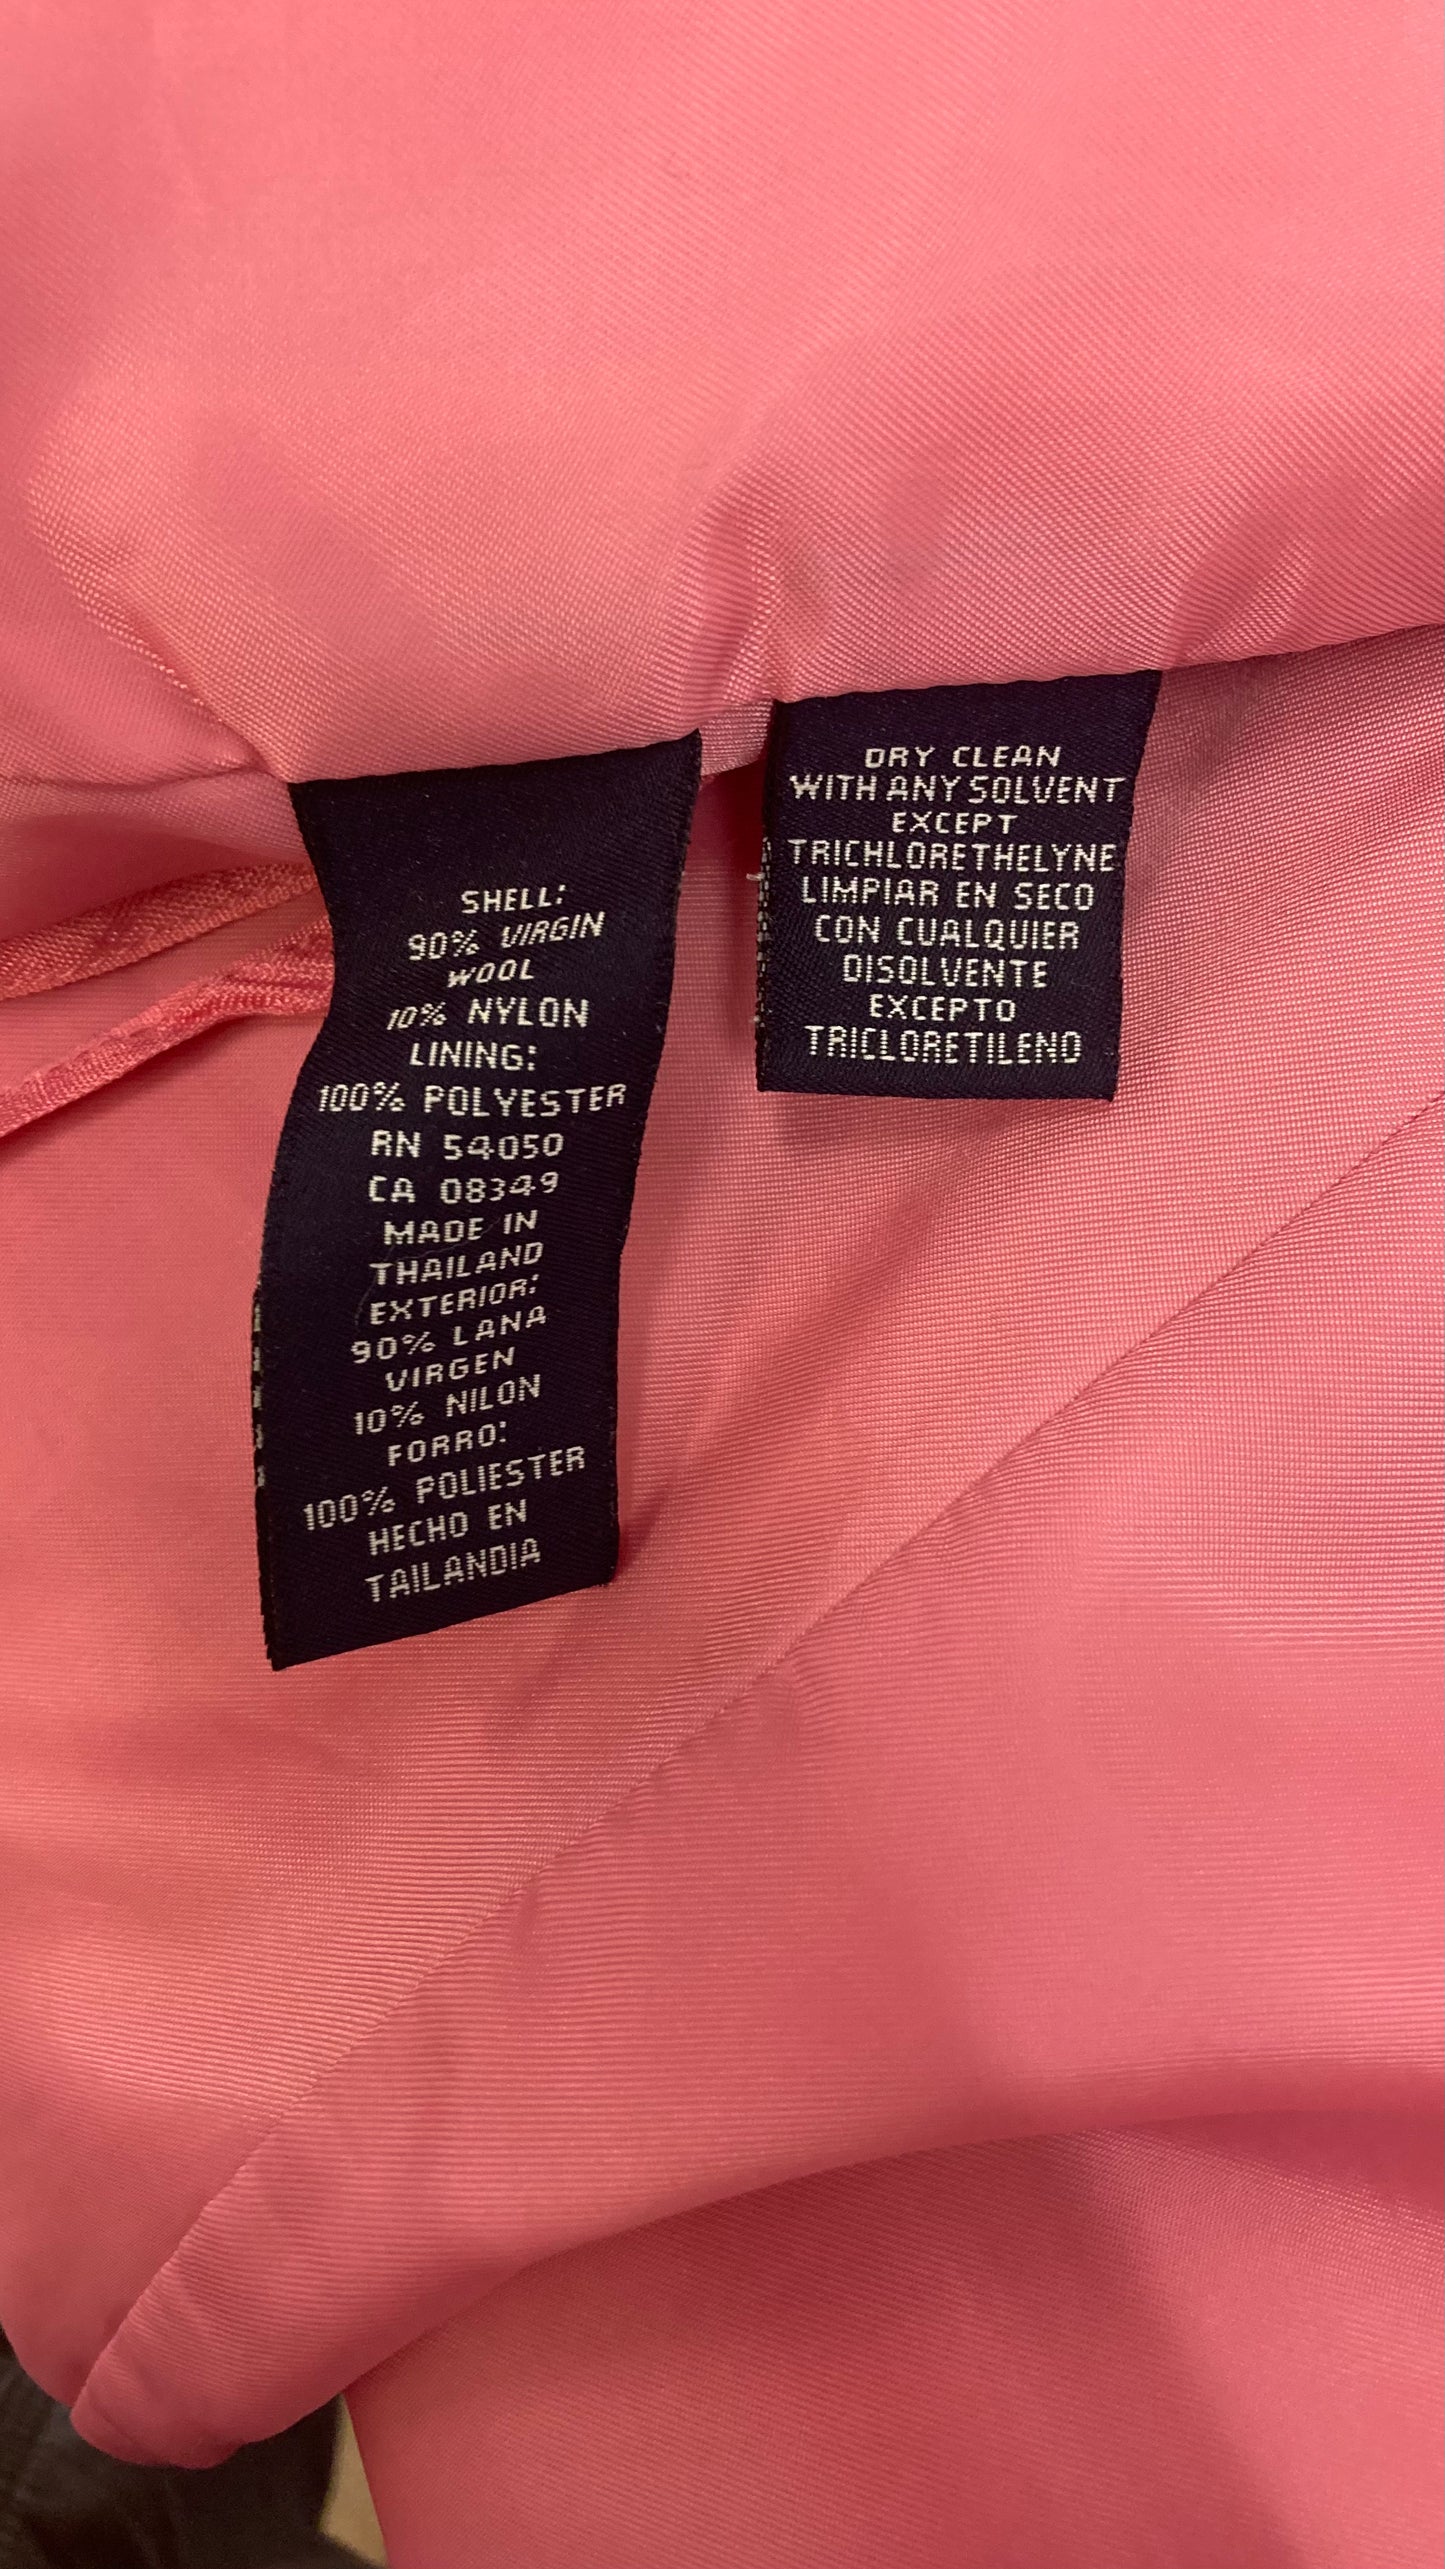 SHELL:
90% VIRGIN
WOOL
10% NYLON
LINING:
100% POLYESTER
RN 54050
CA 08349
MADE IN
THAILAND
EXTERIOR:
90% LANA
VIRGEN
10% NILON
FORRO:
100% POLIESTER
HECHO EN
TAILANDIA
DRY CLEAN
WITH ANY SOLVENT
EXCEPT
TRICHLORETHELYNE
LIMPIAR EN SECO
CON CUALQUIER
DISOLVENTE
EXCEPTO
TRICLORETILENO